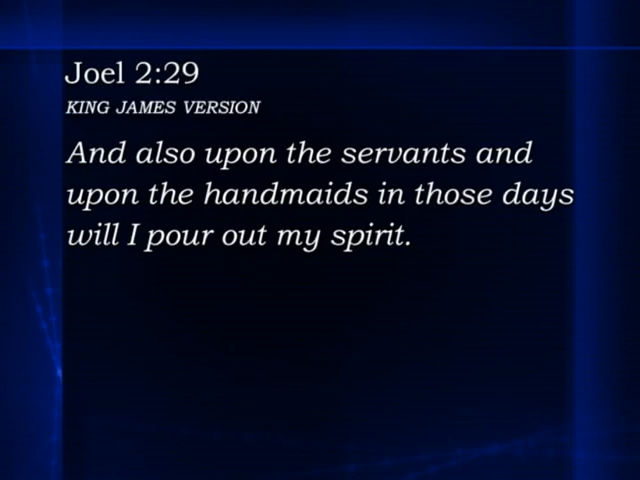 Joel 2:29
KING JAMES VERSION
And also upon the servants and
upon the handmaids in those days
will I pour out my spirit.